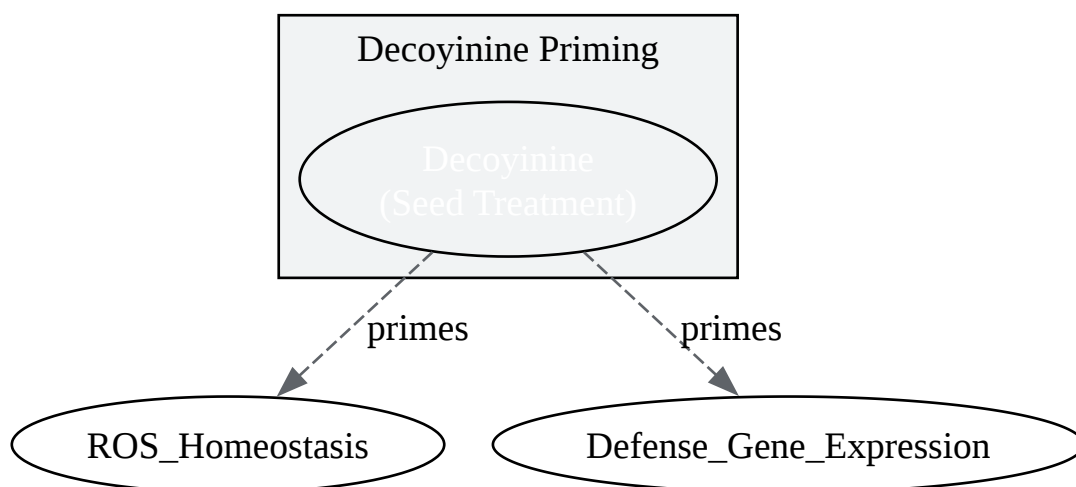 Decoyinine Priming
Decoyinine
(Seed Treatment)
primes
primes
ROS_Homeostasis
Defense_Gene_Expression